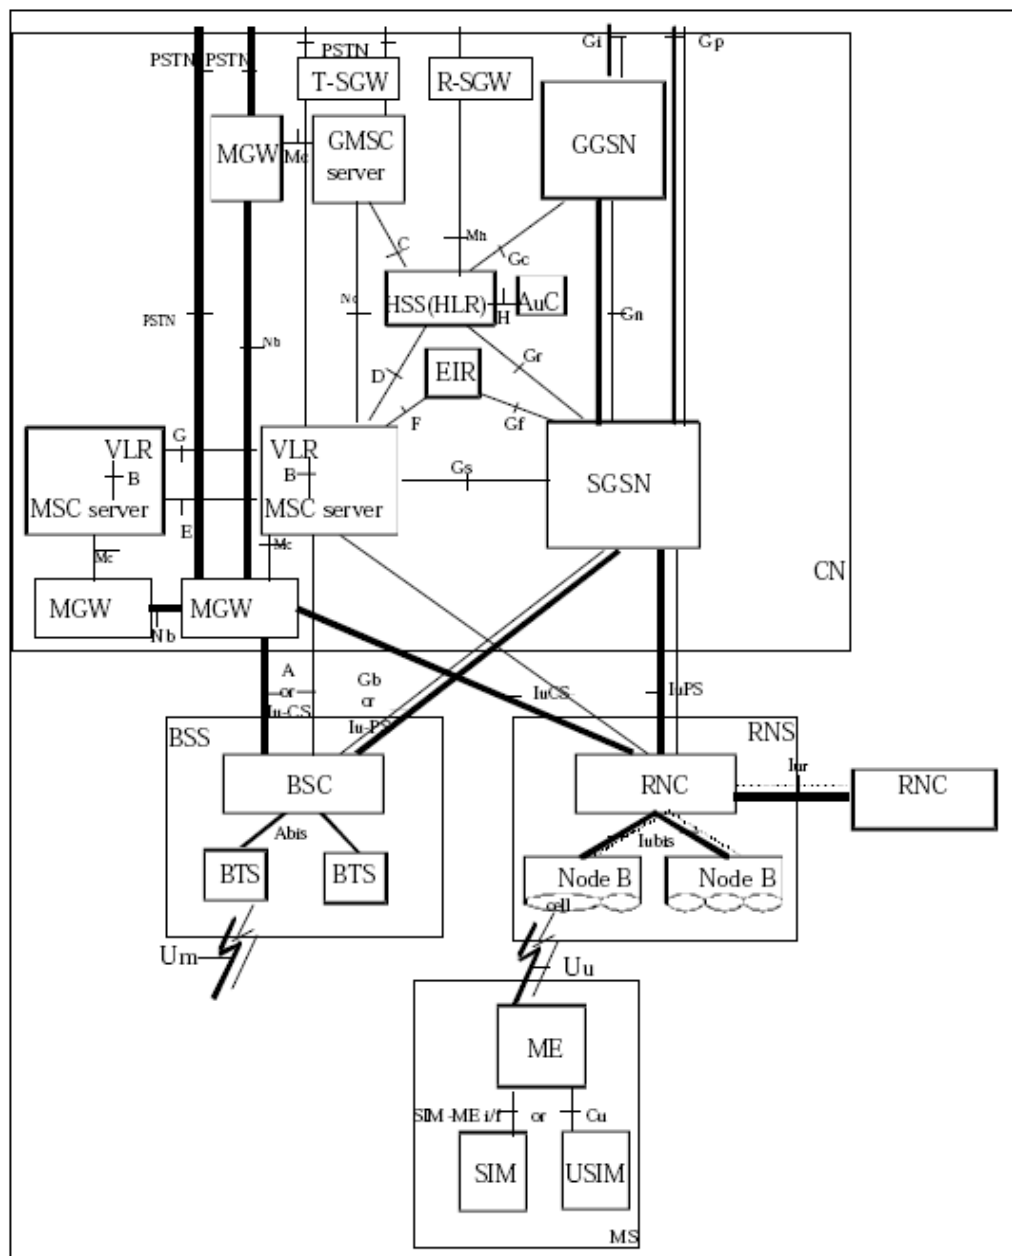 Gi
Gp
PSTN
PSTN
PSTN
T-SGW
R-SGW
MGW
Mc
GMSC
server
GGSN
C
Mh
Gc
HSS(HLR)
H
AuC
Nc
PSTN
Gn
Nb
D
EIR
Gr
F
Gf
VLR
B
MSC server
G
E
VLR
B
MSC server
Gs
SGSN
Mc
Mc
CN
MGW
Nb
MGW
A
or
Iu-CS
Gb
or
Iu-PS
IuCS
IuPS
BSS
RNS
BSC
RNC
Iur
RNC
Abis
Iubis
BTS
BTS
Node B
Node B
cell
Um
Uu
ME
SIM -ME i/f
or
Cu
SIM
USIM
MS